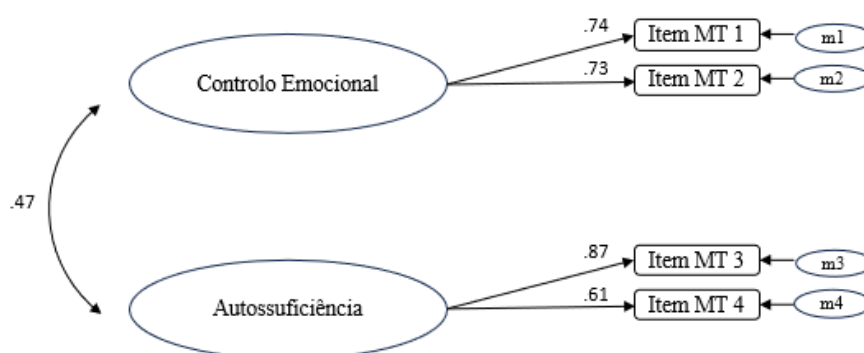 .74
Item MT 1
m1
Controlo Emocional
.73
Item MT 2
m2
.47
.87
Item MT 3
m3
Autossuficiência
.61
Item MT 4
m4